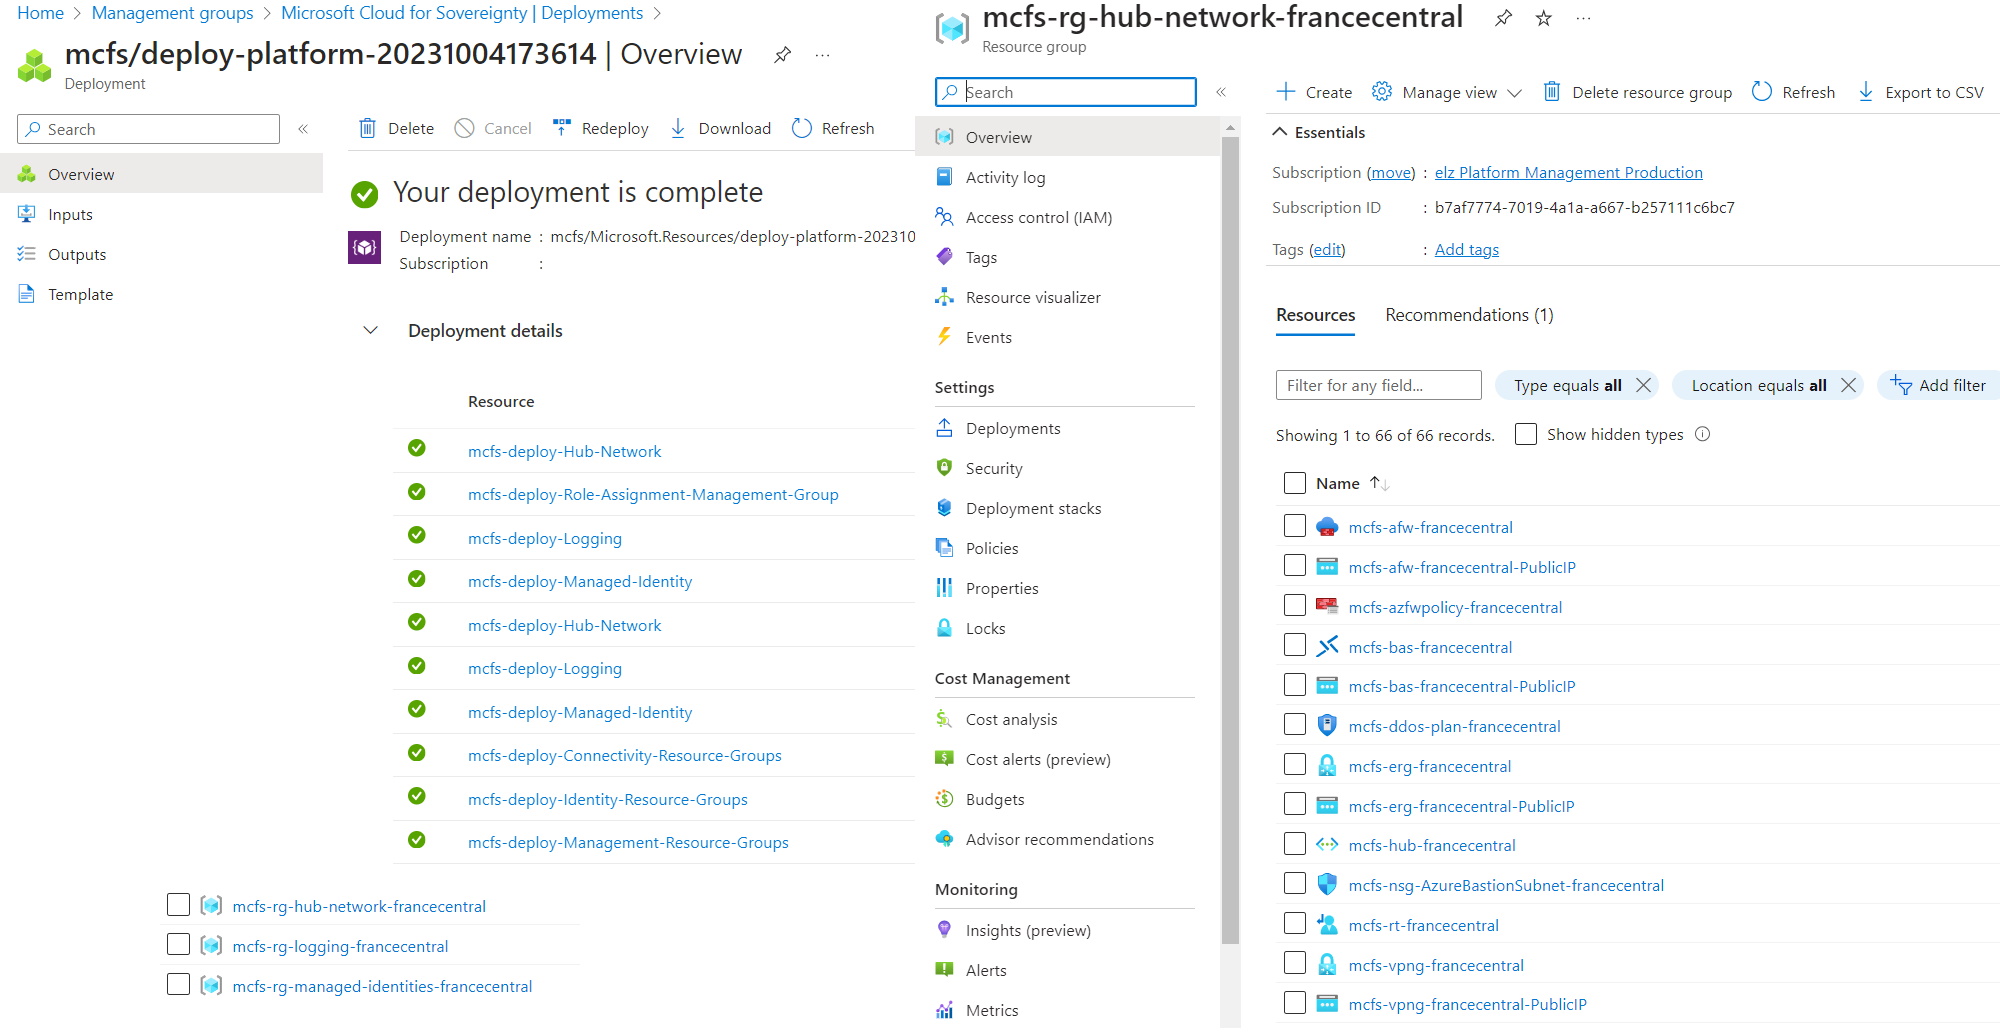 Home > Management groups > Microsoft Cloud for Sovereignty | Deployments >
mcfs/deploy-platform-20231004173614 | Overview
Deployment
Search
Overview
Inputs
Outputs
Template
Delete Cancel Redeploy Download Refresh
Your deployment is complete
Deployment name : mcfs/Microsoft.Resources/deploy-platform-202310
Subscription :
Deployment details
Resource
mcfs-deploy-Hub-Network
mcfs-deploy-Role-Assignment-Management-Group
mcfs-deploy-Logging
mcfs-deploy-Managed-Identity
mcfs-deploy-Hub-Network
mcfs-deploy-Logging
mcfs-deploy-Managed-Identity
mcfs-deploy-Connectivity-Resource-Groups
mcfs-deploy-Identity-Resource-Groups
mcfs-deploy-Management-Resource-Groups
mcfs-rg-hub-network-francecentral
mcfs-rg-logging-francecentral
mcfs-rg-managed-identities-francecentral
mcfs-rg-hub-network-francecentral
Resource group
Search
Overview
Activity log
Access control (IAM)
Tags
Resource visualizer
Events
Settings
Deployments
Security
Deployment stacks
Policies
Properties
Locks
Cost Management
Cost analysis
Cost alerts (preview)
Budgets
Advisor recommendations
Monitoring
Insights (preview)
Alerts
Metrics
Create Manage view Delete resource group Refresh Export to CSV
Essentials
Subscription (move) : elz Platform Management Production
Subscription ID : b7af7774-7019-4a1a-a667-b257111c6bc7
Tags (edit) : Add tags
Resources Recommendations (1)
Filter for any field... Type equals all Location equals all Add filter
Showing 1 to 66 of 66 records. Show hidden types
Name
mcfs-afw-francecentral
mcfs-afw-francecentral-PublicIP
mcfs-azfwpolicy-francecentral
mcfs-bas-francecentral
mcfs-bas-francecentral-PublicIP
mcfs-ddos-plan-francecentral
mcfs-erg-francecentral
mcfs-erg-francecentral-PublicIP
mcfs-hub-francecentral
mcfs-nsg-AzureBastionSubnet-francecentral
mcfs-rt-francecentral
mcfs-vpng-francecentral
mcfs-vpng-francecentral-PublicIP